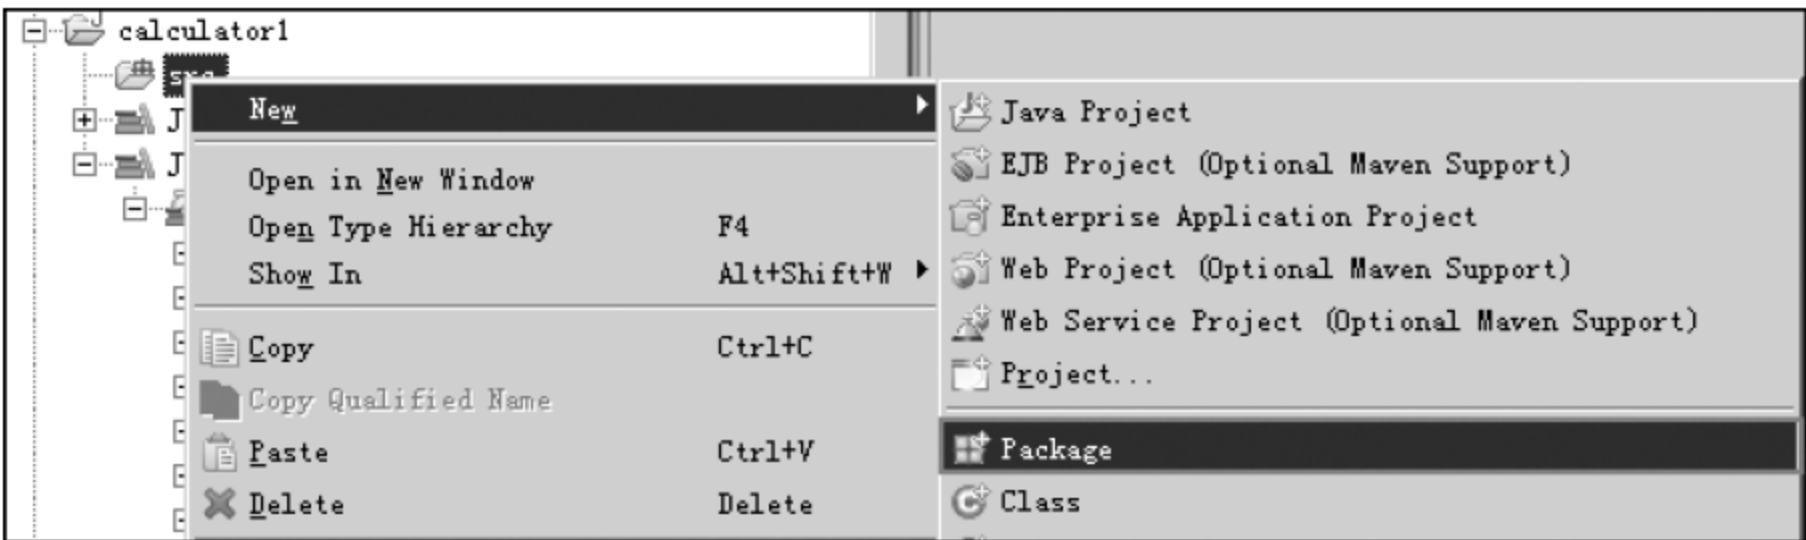 calculator1
J
J
New
Open in New Window
Open Type Hierarchy F4
Show In Alt+Shift+W
Copy Ctrl+C
Copy Qualified Name
Paste Ctrl+V
Delete Delete
Java Project
EJB Project (Optional Maven Support)
Enterprise Application Project
Web Project (Optional Maven Support)
Web Service Project (Optional Maven Support)
Project...
Package
Class